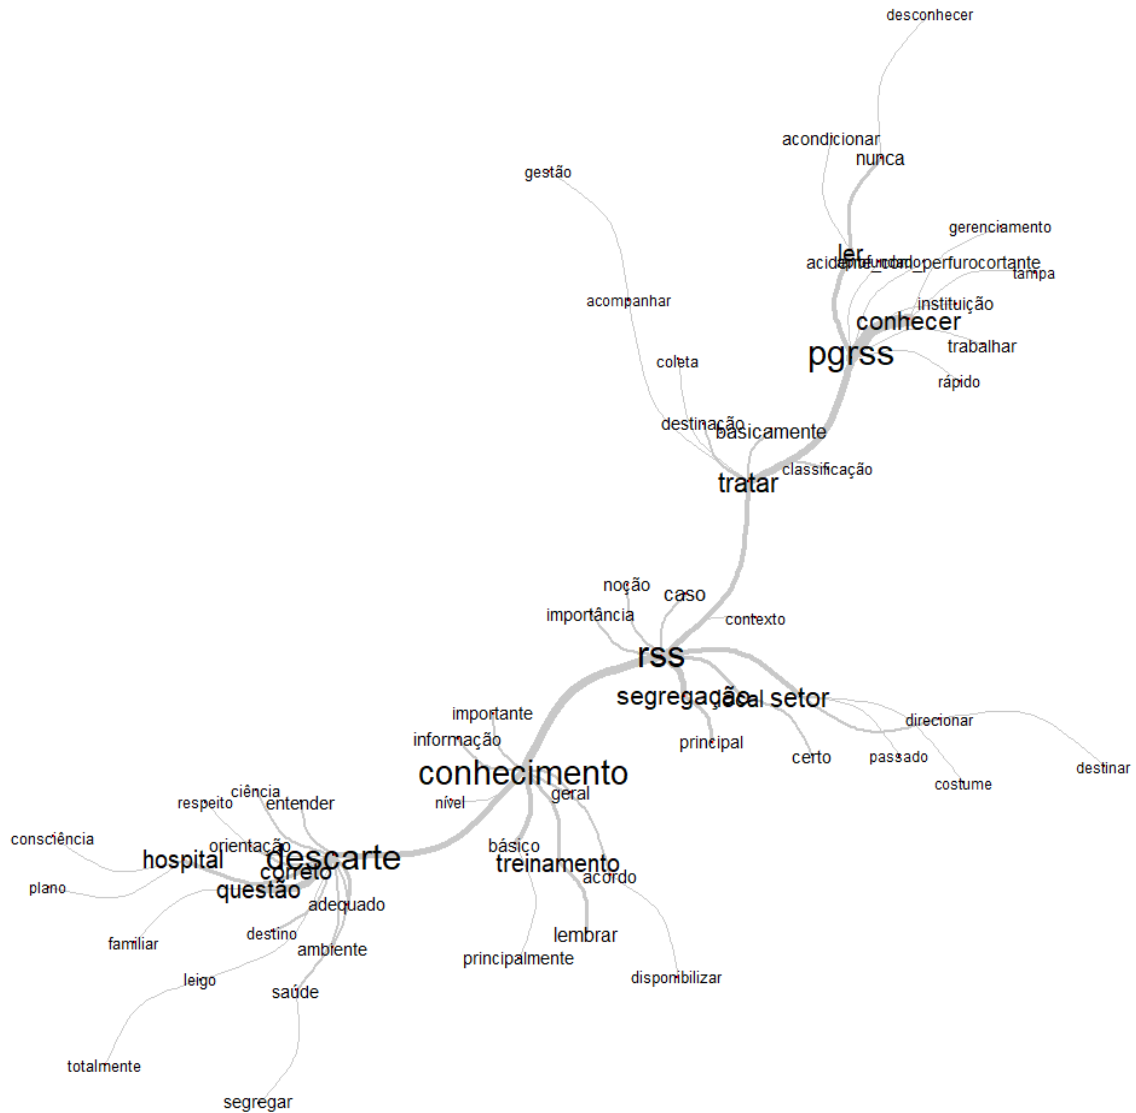 desconhecer
acondicionar
nunca
gestão
gerenciamento
ler
acidente_com_perfurocortante
tampa
acompanhar
instituição
conhecer
trabalhar
pgrss
coleta
rápido
destinação
basicamente
classificação
tratar
noção
caso
importância
contexto
rss
segregação
local
setor
importante
direcionar
informação
principal
certo
passado
destinar
conhecimento
costume
geral
nível
ciência
respeito
entender
consciência
orientação
básico
hospital
descarte
correto
treinamento
acordo
plano
questão
adequado
destino
lembrar
familiar
ambiente
principalmente
disponibilizar
leigo
saúde
totalmente
segregar